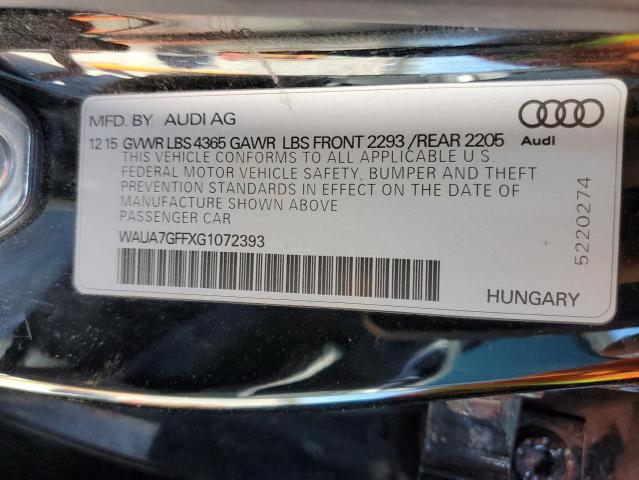 MFD. BY AUDI AG
12 15 GVWR LBS 4365 GAWR LBS FRONT 2293 /REAR 2205
Audi
THIS VEHICLE CONFORMS TO ALL APPLICABLE U.S.
FEDERAL MOTOR VEHICLE SAFETY, BUMPER AND THEFT
PREVENTION STANDARDS IN EFFECT ON THE DATE OF
MANUFACTURE SHOWN ABOVE
PASSENGER CAR
WAUA7GFFXG1072393
5220274
HUNGARY